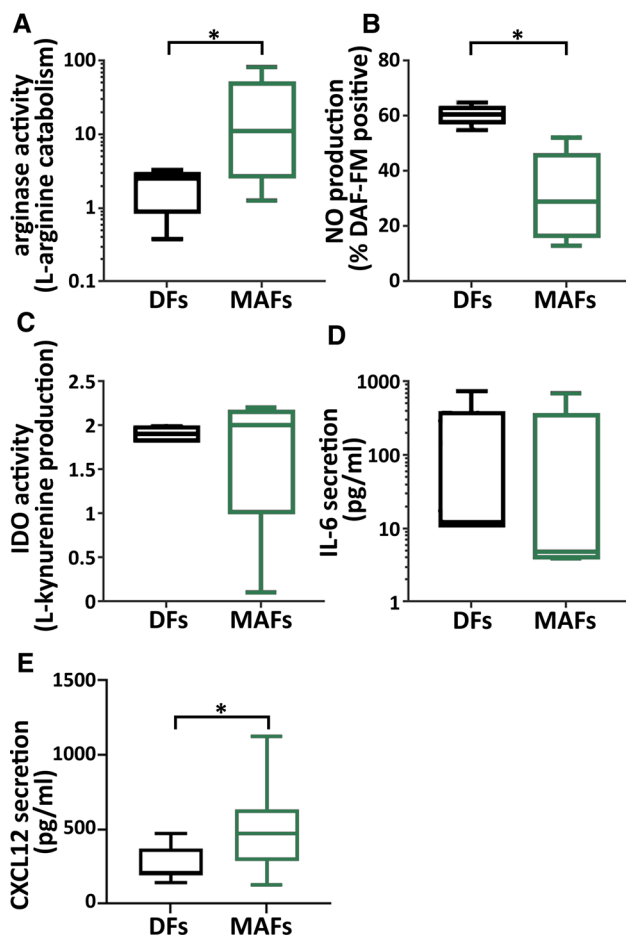 A
*
arginase activity
(L-arginine catabolism)
100
10
1
0.1
DFs
MAFs
B
*
NO production
(% DAF-FM positive)
80
60
40
20
0
DFs
MAFs
C
IDO activity
(L-kynurenine production)
2.5
2
1.5
1
0.5
0
DFs
MAFs
D
IL-6 secretion
(pg/ml)
1000
100
10
1
DFs
MAFs
E
*
CXCL12 secretion
(pg/ml)
1500
1000
500
0
DFs
MAFs